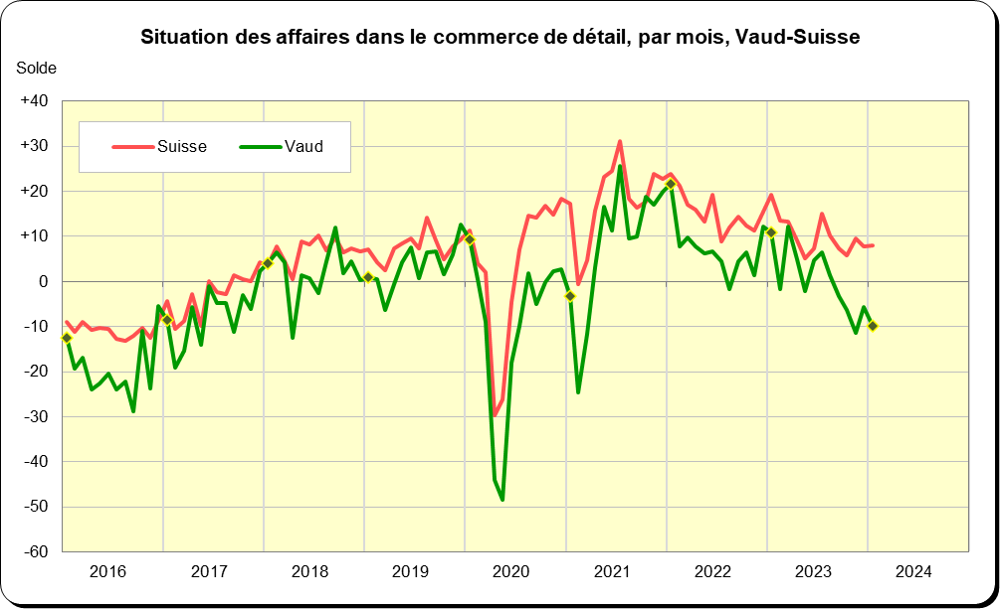 Situation des affaires dans le commerce de détail, par mois, Vaud-Suisse
Solde
+40
+30
+20
+10
0
-10
-20
-30
-40
-50
-60
Suisse Vaud
2016 2017 2018 2019 2020 2021 2022 2023 2024